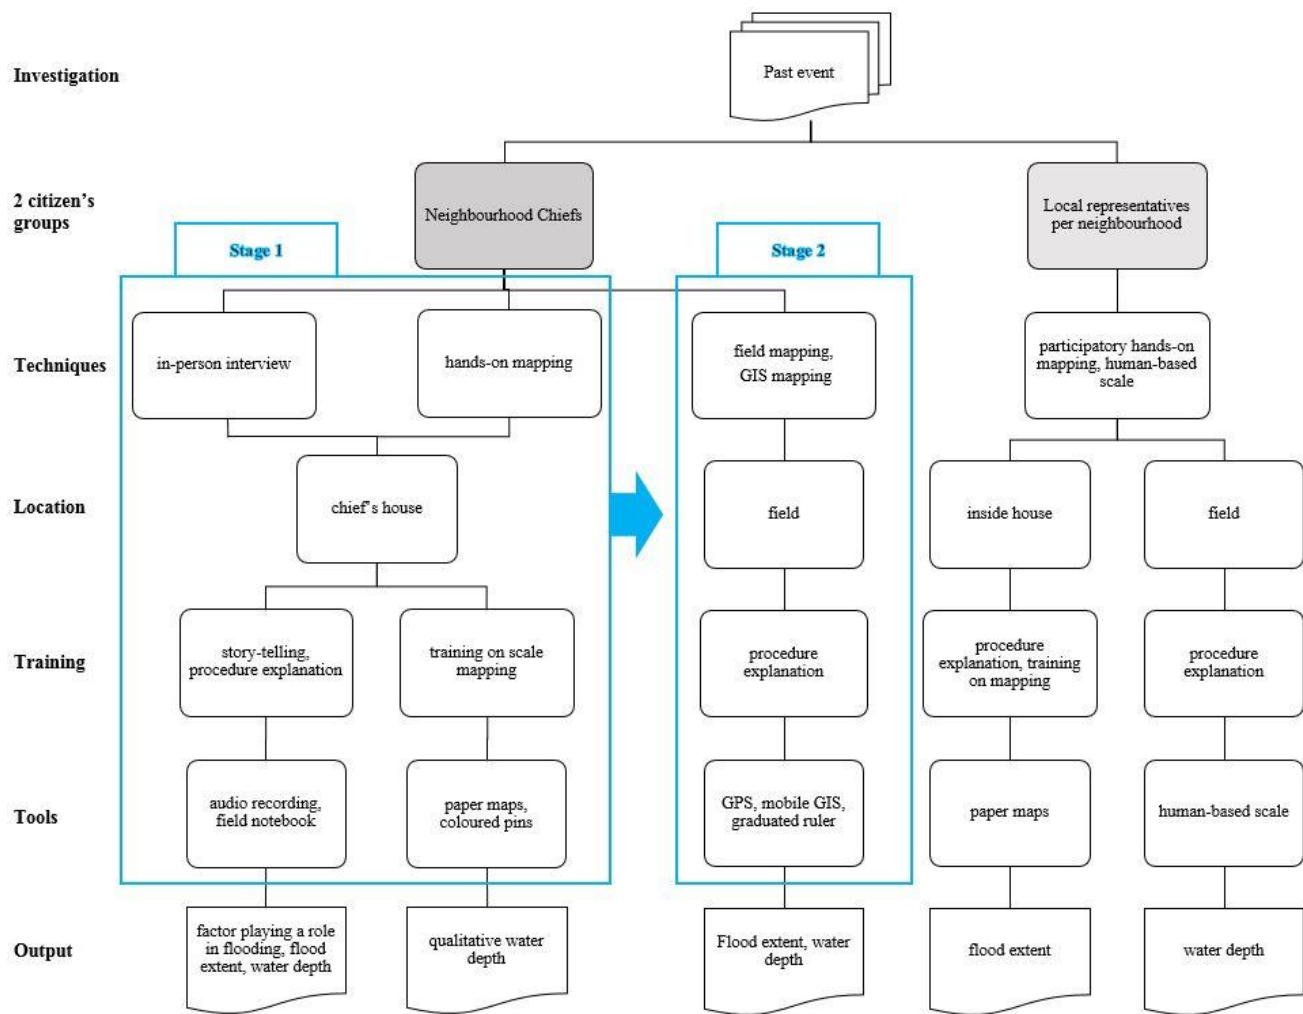 Investigation
Past event
2 citizen's
groups
Neighbourhood Chiefs
Local representatives
per neighbourhood
Stage 1
Stage 2
Techniques
in-person interview
hands-on mapping
field mapping,
GIS mapping
participatory hands-on
mapping, human-based
scale
Location
chief's house
field
inside house
field
Training
story-telling,
procedure explanation
training on scale
mapping
procedure
explanation
procedure
explanation, training
on mapping
procedure
explanation
Tools
audio recording,
field notebook
paper maps,
coloured pins
GPS, mobile GIS,
graduated ruler
paper maps
human-based scale
Output
factor playing a role
in flooding, flood
extent, water depth
qualitative water
depth
Flood extent, water
depth
flood extent
water depth